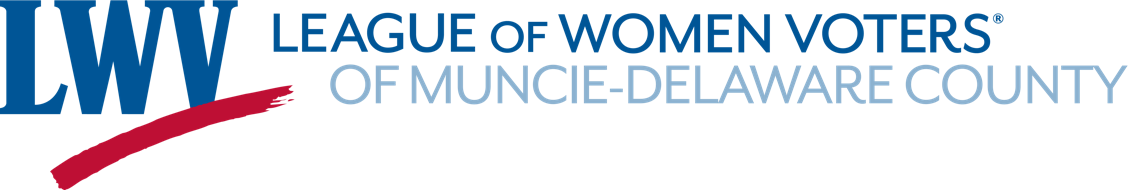 LWV
LEAGUE OF WOMEN VOTERS®
OF MUNCIE-DELAWARE COUNTY